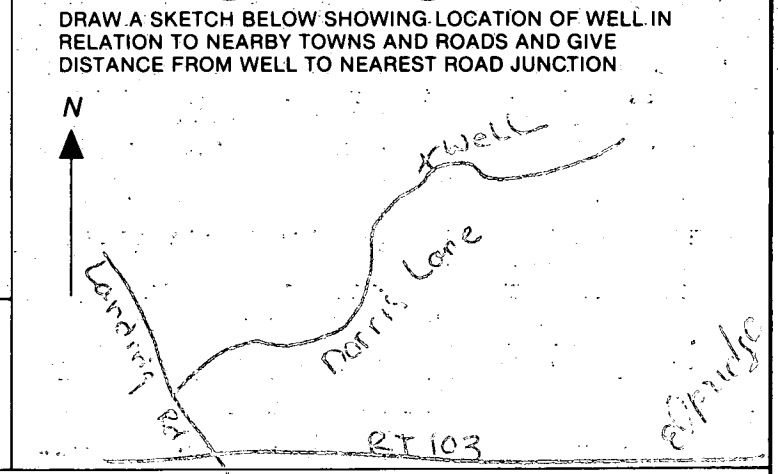 DRAW A SKETCH BELOW SHOWING LOCATION OF WELL IN
RELATION TO NEARBY TOWNS AND ROADS AND GIVE
DISTANCE FROM WELL TO NEAREST ROAD JUNCTION
N
x Well
Landing Rd.
Norris Lane
RT 103